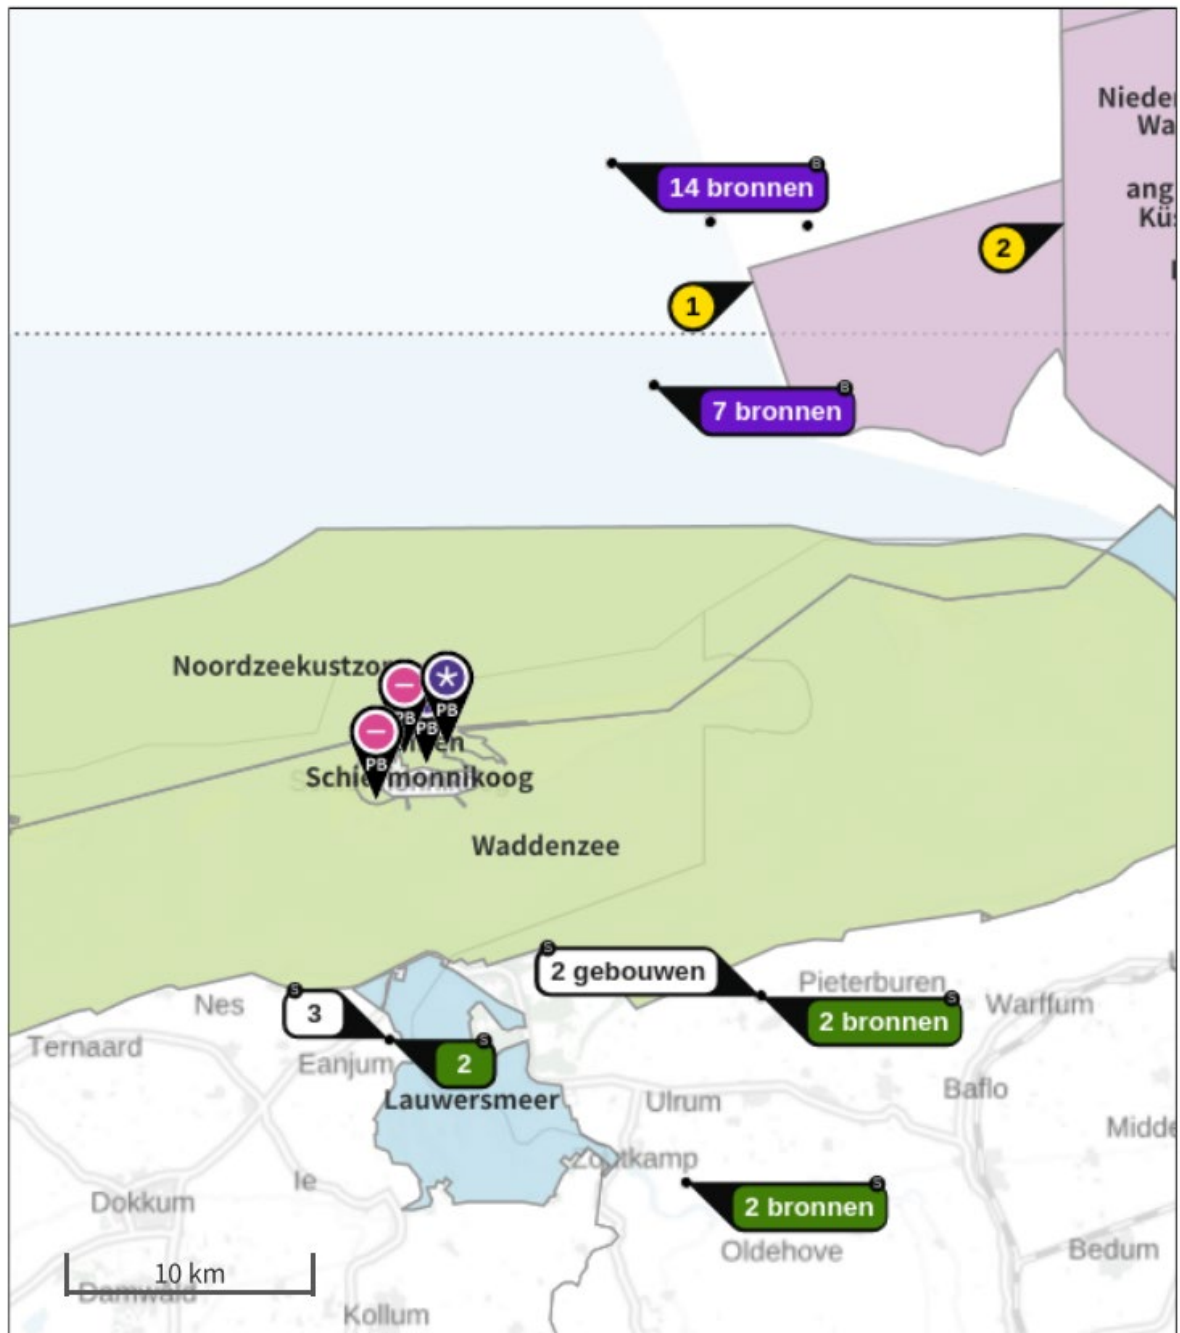 Nieder
Wa
14 bronnen
B
ang
Küs
2
1
7 bronnen
B
Noordzeekustzon
PB
PB
PB
PB
Schiermonnikoog
Waddenzee
S
2 gebouwen
Pieterburen
S
Nes
3
S
2 bronnen
S
Warffum
Ternaard
Eanjum
2
S
Lauwersmeer
Ulrum
Baflo
Midde
Zoutkamp
Ie
Dokkum
S
2 bronnen
Oldehove
Bedum
10 km
Damwald
Kollum